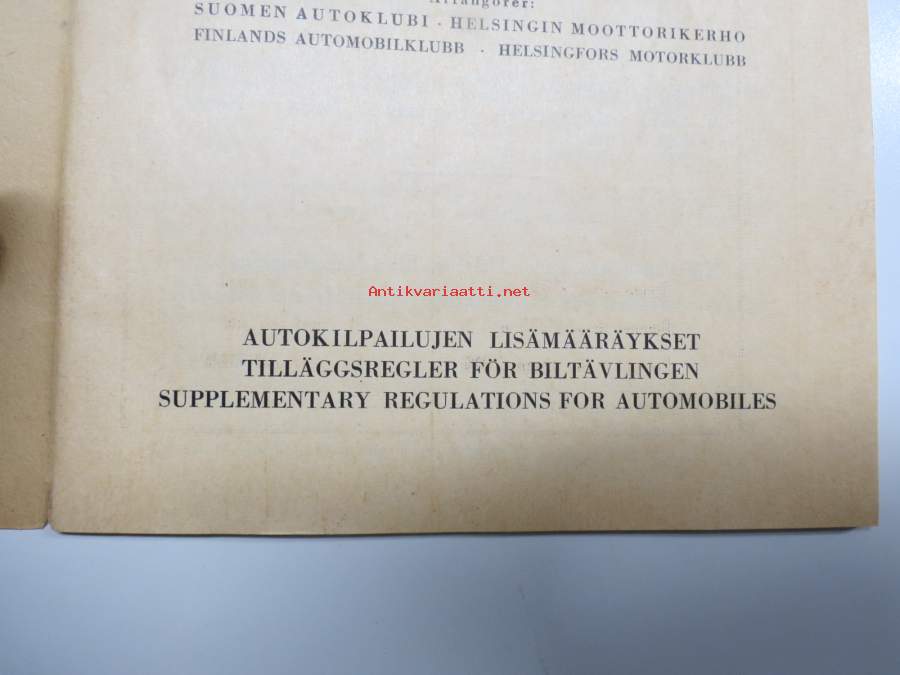 Arrangörer:
SUOMEN AUTOKLUBI · HELSINGIN MOOTTORIKERHO
FINLANDS AUTOMOBILKLUBB · HELSINGFORS MOTORKLUBB
Antikvariaatti.net
AUTOKILPAILUJEN LISÄMÄÄRÄYKSET
TILLÄGGSREGLER FÖR BILTÄVLINGEN
SUPPLEMENTARY REGULATIONS FOR AUTOMOBILES